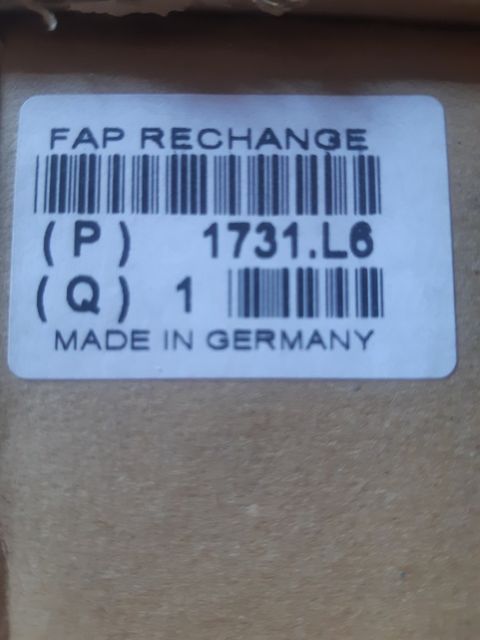 FAP RECHANGE
(P) 1731.L6
(Q) 1
MADE IN GERMANY